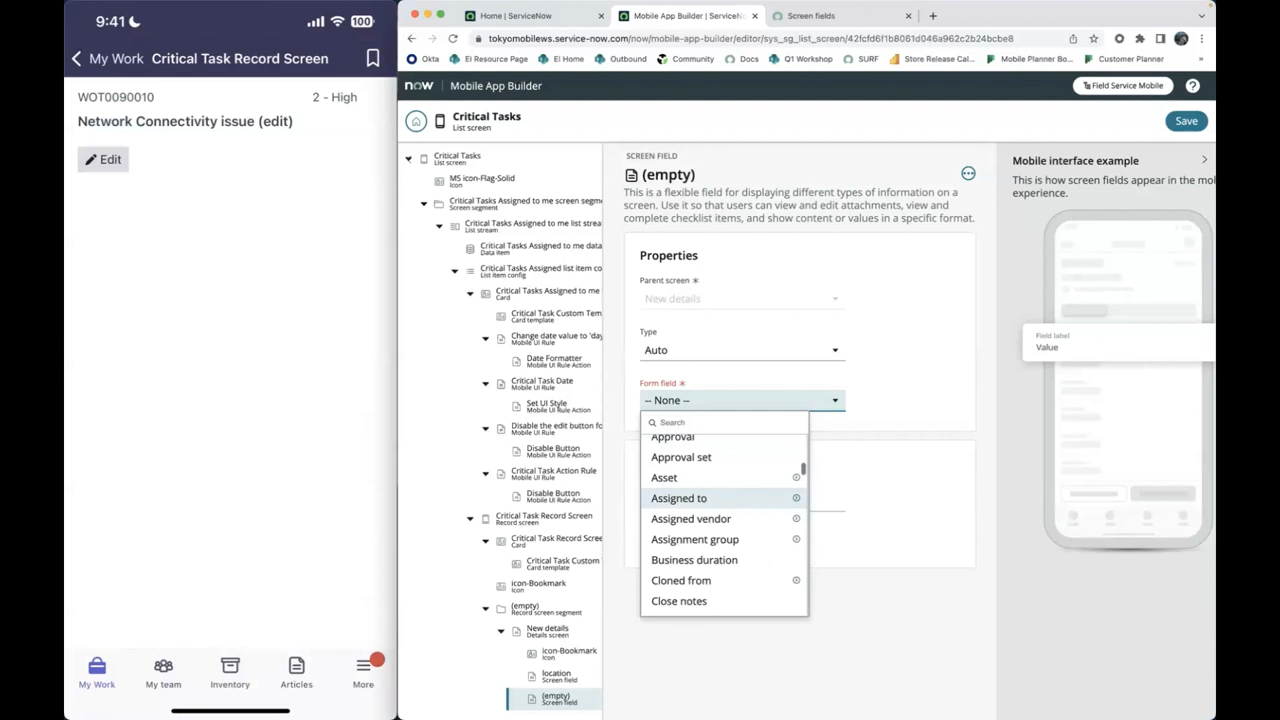 9:41
100
My Work
Critical Task Record Screen
WOT0090010
2 - High
Network Connectivity issue (edit)
Edit
My Work
My team
Inventory
Articles
More
Home | ServiceNow
Mobile App Builder | ServiceN
Screen fields
tokyomobilews.service-now.com/now/mobile-app-builder/editor/sys_sg_list_screen/42fcfd6f1b8061d046a962c2b24bcbe8
Okta
EI Resource Page
EI Home
Outbound
Community
Docs
Q1 Workshop
SURF
Store Release Cal...
Mobile Planner Bo...
Customer Planner
now
Mobile App Builder
Field Service Mobile
Critical Tasks
List screen
Save
Critical Tasks
List screen
MS icon-Flag-Solid
Icon
Critical Tasks Assigned to me screen segm
Screen segment
Critical Tasks Assigned to me list strea
List stream
Critical Tasks Assigned to me data
Data item
Critical Tasks Assigned list item co
List item config
Critical Tasks Assigned to me
Card
Critical Task Custom Tem
Card template
Change date value to 'day
Mobile UI Rule
Date Formatter
Mobile UI Rule Action
Critical Task Date
Mobile UI Rule
Set UI Style
Mobile UI Rule Action
Disable the edit button fo
Mobile UI Rule
Disable Button
Mobile UI Rule Action
Critical Task Action Rule
Mobile UI Rule
Disable Button
Mobile UI Rule Action
Critical Task Record Screen
Record screen
Critical Task Record Scree
Card
Critical Task Custom
Card template
icon-Bookmark
Icon
(empty)
Record screen segment
New details
Details screen
icon-Bookmark
Icon
location
Screen field
(empty)
Screen field
SCREEN FIELD
(empty)
This is a flexible field for displaying different types of information on a
screen. Use it so that users can view and edit attachments, view and
complete checklist items, and show content or values in a specific format.
Properties
Parent screen *
New details
Type
Auto
Form field *
-- None --
Search
Approval
Approval set
Asset
Assigned to
Assigned vendor
Assignment group
Business duration
Cloned from
Close notes
Mobile interface example
This is how screen fields appear in the mol
experience.
Field label
Value